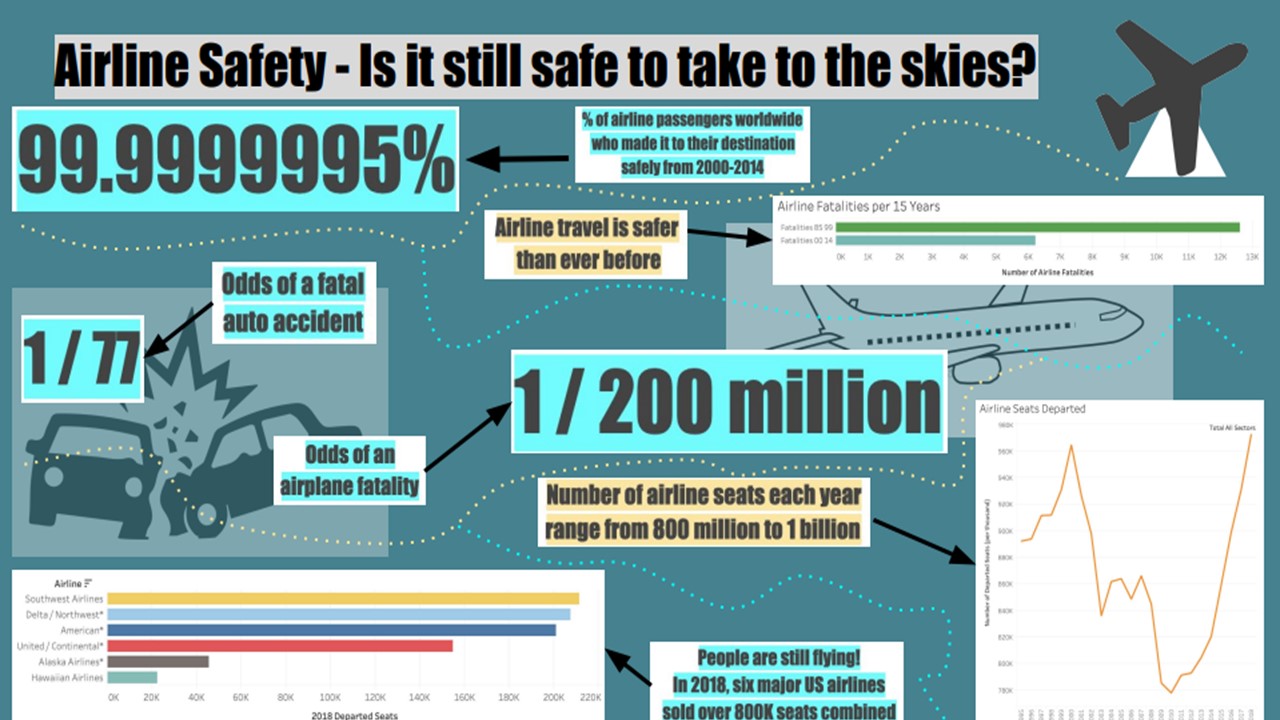 Airline Safety - Is it still safe to take to the skies?
99.9999995%
% of airline passengers worldwide
who made it to their destination
safely from 2000-2014
Airline travel is safer
than ever before
Airline Fatalities per 15 Years
Fatalities 85 99
Fatalities 00 14
0K 1K 2K 3K 4K 5K 6K 7K 8K 9K 10K 11K 12K 13K
Number of Airline Fatalities
Odds of a fatal
auto accident
1 / 77
1 / 200 million
Odds of an
airplane fatality
Number of airline seats each year
range from 800 million to 1 billion
Airline Seats Departed
Total All Sectors
980K
960K
940K
920K
900K
880K
860K
840K
820K
800K
780K
Number of Departed Seats (per thousand)
Airline
Southwest Airlines
Delta / Northwest*
American*
United / Continental*
Alaska Airlines*
Hawaiian Airlines
0K 20K 40K 60K 80K 100K 120K 140K 160K 180K 200K 220K
2018 Departed Seats
People are still flying!
In 2018, six major US airlines
sold over 800K seats combined